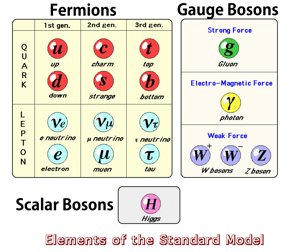 Fermions
Gauge Bosons
1st gen. 2nd gen. 3rd gen.
QUARK
u c t
up charm top
d s b
down strange bottom
LEPTON
νe νμ ντ
e neutrino μ neutrino τ neutrino
e μ τ
electron muon tau
Strong Force
g
Gluon
Electro-Magnetic Force
γ
photon
Weak Force
W+ W- Z
W bosons Z boson
Scalar Bosons
H
Higgs
Elements of the Standard Model